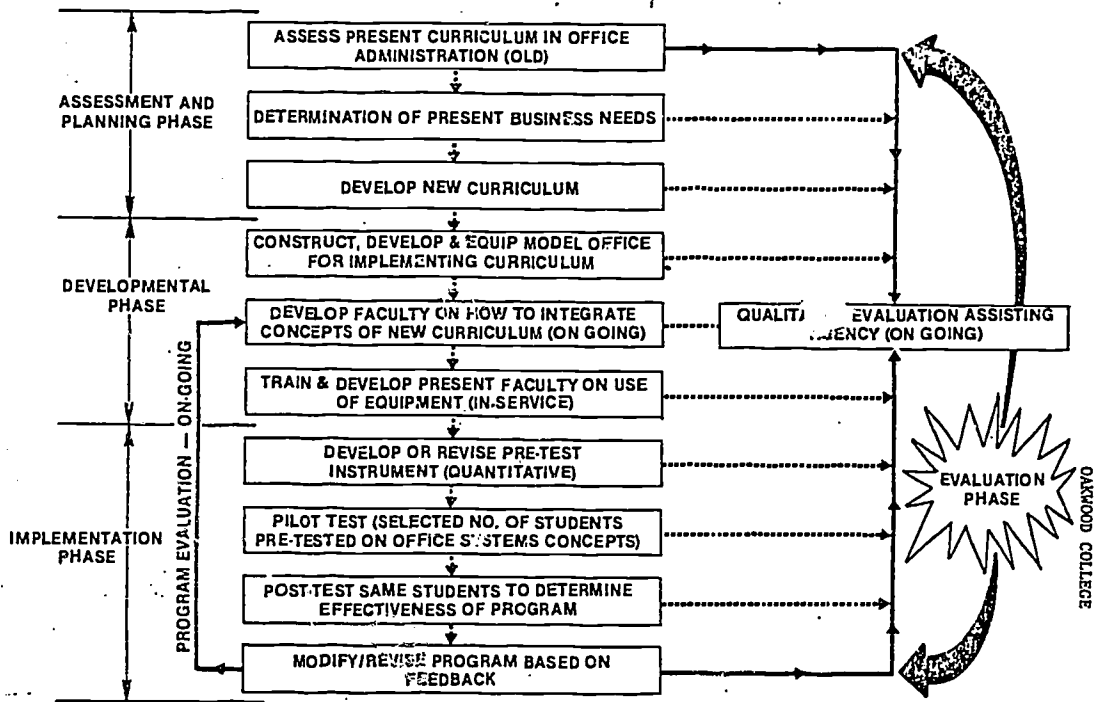 ASSESS PRESENT CURRICULUM IN OFFICE
ADMINISTRATION (OLD)
ASSESSMENT AND
PLANNING PHASE
DETERMINATION OF PRESENT BUSINESS NEEDS
DEVELOP NEW CURRICULUM
CONSTRUCT, DEVELOP & EQUIP MODEL OFFICE
FOR IMPLEMENTING CURRICULUM
DEVELOPMENTAL
PHASE
DEVELOP FACULTY ON HOW TO INTEGRATE
CONCEPTS OF NEW CURRICULUM (ON GOING)
EVALUATION ASSISTING
(ON GOING)
TRAIN & DEVELOP PRESENT FACULTY ON USE
OF EQUIPMENT (IN-SERVICE)
PROGRAM EVALUATION — ON-GOING
DEVELOP OR REVISE PRE-TEST
INSTRUMENT (QUANTITATIVE)
EVALUATION
PHASE
OAKWOOD COLLEGE
IMPLEMENTATION
PHASE
PILOT TEST (SELECTED NO. OF STUDENTS
PRE-TESTED ON OFFICE SYSTEMS CONCEPTS)
POST-TEST SAME STUDENTS TO DETERMINE
EFFECTIVENESS OF PROGRAM
MODIFY/REVISE PROGRAM BASED ON
FEEDBACK